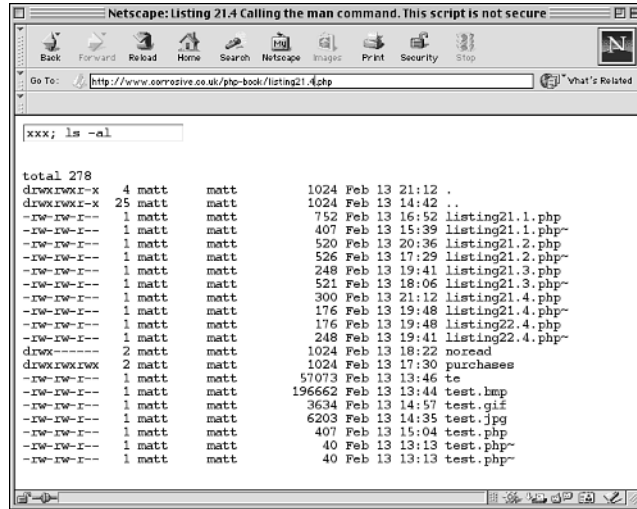 Netscape: Listing 21.4 Calling the man command. This script is not secure
Back Forward Reload Home Search Netscape Images Print Security Stop
N
Go To: http://www.corrosive.co.uk/php-book/listing21.4.php What's Related
xxx; ls -al
total 278
drwxrwxr-x 4 matt matt 1024 Feb 13 21:12 .
drwxrwxr-x 25 matt matt 1024 Feb 13 14:42 ..
-rw-rw-r-- 1 matt matt 752 Feb 13 16:52 listing21.1.php
-rw-rw-r-- 1 matt matt 407 Feb 13 15:39 listing21.1.php~
-rw-rw-r-- 1 matt matt 520 Feb 13 20:36 listing21.2.php
-rw-rw-r-- 1 matt matt 526 Feb 13 17:29 listing21.2.php~
-rw-rw-r-- 1 matt matt 248 Feb 13 19:41 listing21.3.php
-rw-rw-r-- 1 matt matt 521 Feb 13 18:06 listing21.3.php~
-rw-rw-r-- 1 matt matt 300 Feb 13 21:12 listing21.4.php
-rw-rw-r-- 1 matt matt 176 Feb 13 19:48 listing21.4.php~
-rw-rw-r-- 1 matt matt 176 Feb 13 19:48 listing22.4.php
-rw-rw-r-- 1 matt matt 248 Feb 13 19:41 listing22.4.php~
drwx------ 2 matt matt 1024 Feb 13 18:22 noread
drwxrwxrwx 2 matt matt 1024 Feb 13 17:30 purchases
-rw-rw-r-- 1 matt matt 57073 Feb 13 13:46 te
-rw-rw-r-- 1 matt matt 196662 Feb 13 13:44 test.bmp
-rw-rw-r-- 1 matt matt 3634 Feb 13 14:57 test.gif
-rw-rw-r-- 1 matt matt 6203 Feb 13 14:35 test.jpg
-rw-rw-r-- 1 matt matt 407 Feb 13 15:04 test.php
-rw-rw-r-- 1 matt matt 40 Feb 13 13:13 test.php~
-rw-rw-r-- 1 matt matt 40 Feb 13 13:13 test.php~